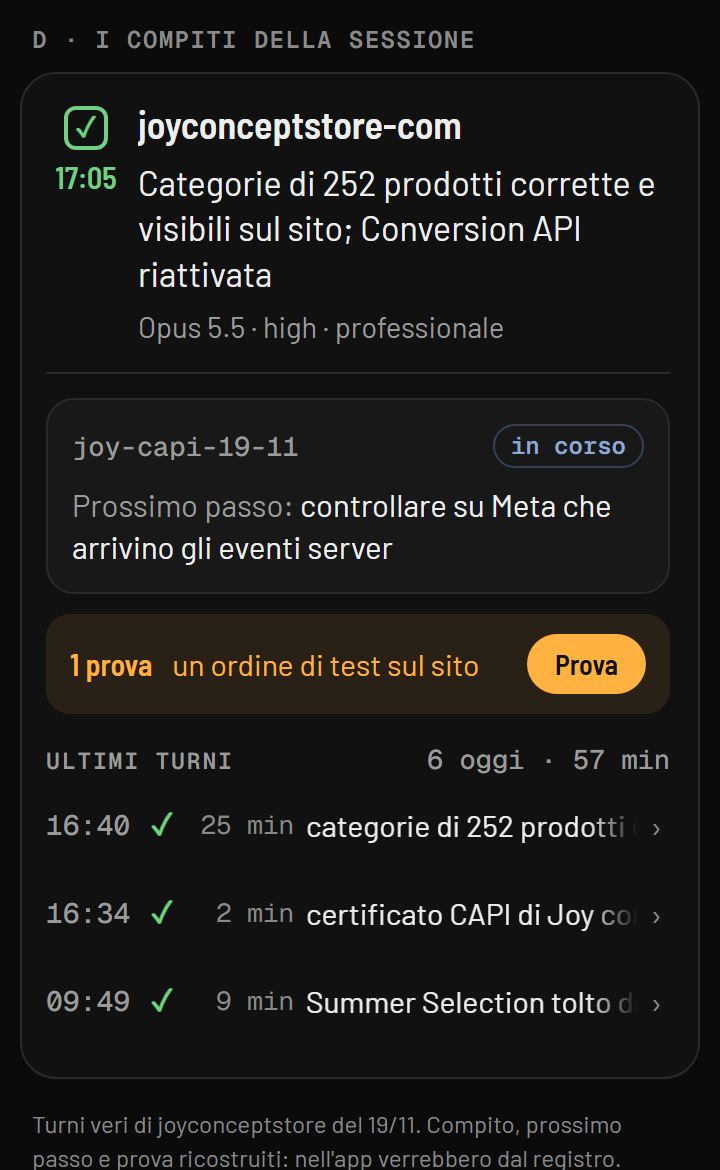 D · I COMPITI DELLA SESSIONE
joyconceptstore-com
17:05
Categorie di 252 prodotti corrette e
visibili sul sito; Conversion API
riattivata
Opus 5.5 · high · professionale
joy-capi-19-11
in corso
Prossimo passo: controllare su Meta che
arrivino gli eventi server
1 prova un ordine di test sul sito
Prova
ULTIMI TURNI 6 oggi · 57 min
16:40 ✓ 25 min categorie di 252 prodotti ›
16:34 ✓ 2 min certificato CAPI di Joy co ›
09:49 ✓ 9 min Summer Selection tolto d ›
Turni veri di joyconceptstore del 19/11. Compito, prossimo
passo e prova ricostruiti: nell'app verrebbero dal registro.